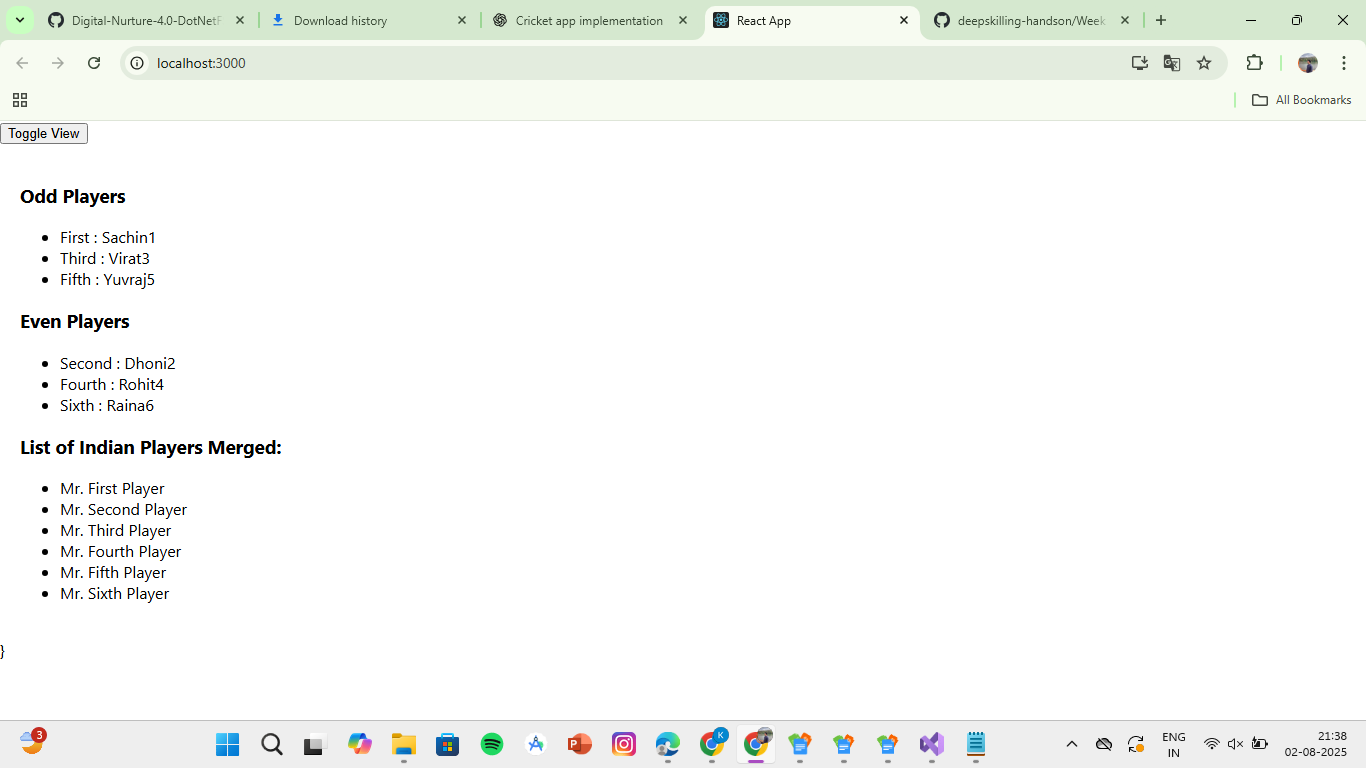 Digital-Nurture-4.0-DotNetF
Download history
Cricket app implementation
React App
deepskilling-handson/Week
localhost:3000
All Bookmarks
Toggle View
Odd Players
First : Sachin1
Third : Virat3
Fifth : Yuvraj5
Even Players
Second : Dhoni2
Fourth : Rohit4
Sixth : Raina6
List of Indian Players Merged:
Mr. First Player
Mr. Second Player
Mr. Third Player
Mr. Fourth Player
Mr. Fifth Player
Mr. Sixth Player
}
3
K
ENG
IN
21:38
02-08-2025